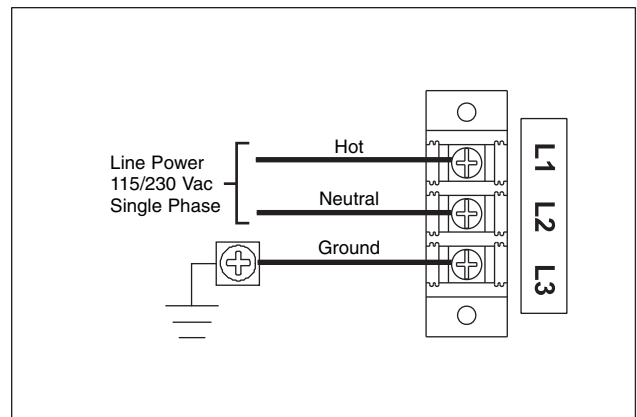 Hot
Line Power
115/230 Vac
Single Phase
Neutral
Ground
L1
L2
L3